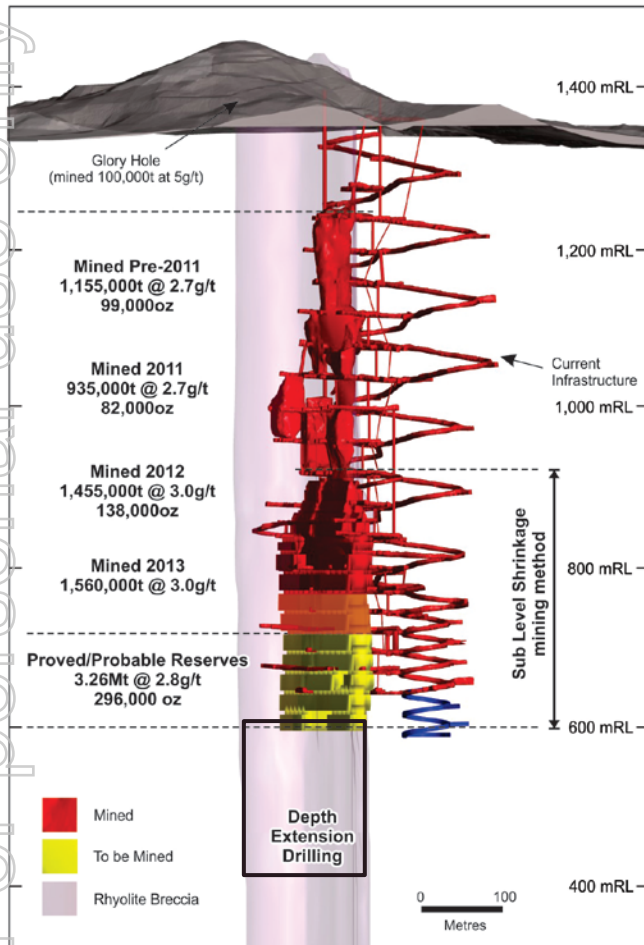 1,400 mRL
Glory Hole
(mined 100,000t at 5g/t)
1,200 mRL
Mined Pre-2011
1,155,000t @ 2.7g/t
99,000oz
Current
Infrastructure
Mined 2011
935,000t @ 2.7g/t
82,000oz
1,000 mRL
Mined 2012
1,455,000t @ 3.0g/t
138,000oz
Mined 2013
1,560,000t @ 3.0g/t
800 mRL
Sub Level Shrinkage
mining method
Proved/Probable Reserves
3.26Mt @ 2.8g/t
296,000 oz
600 mRL
Depth
Extension
Drilling
Mined
To be Mined
Rhyolite Breccia
400 mRL
0 100
Metres